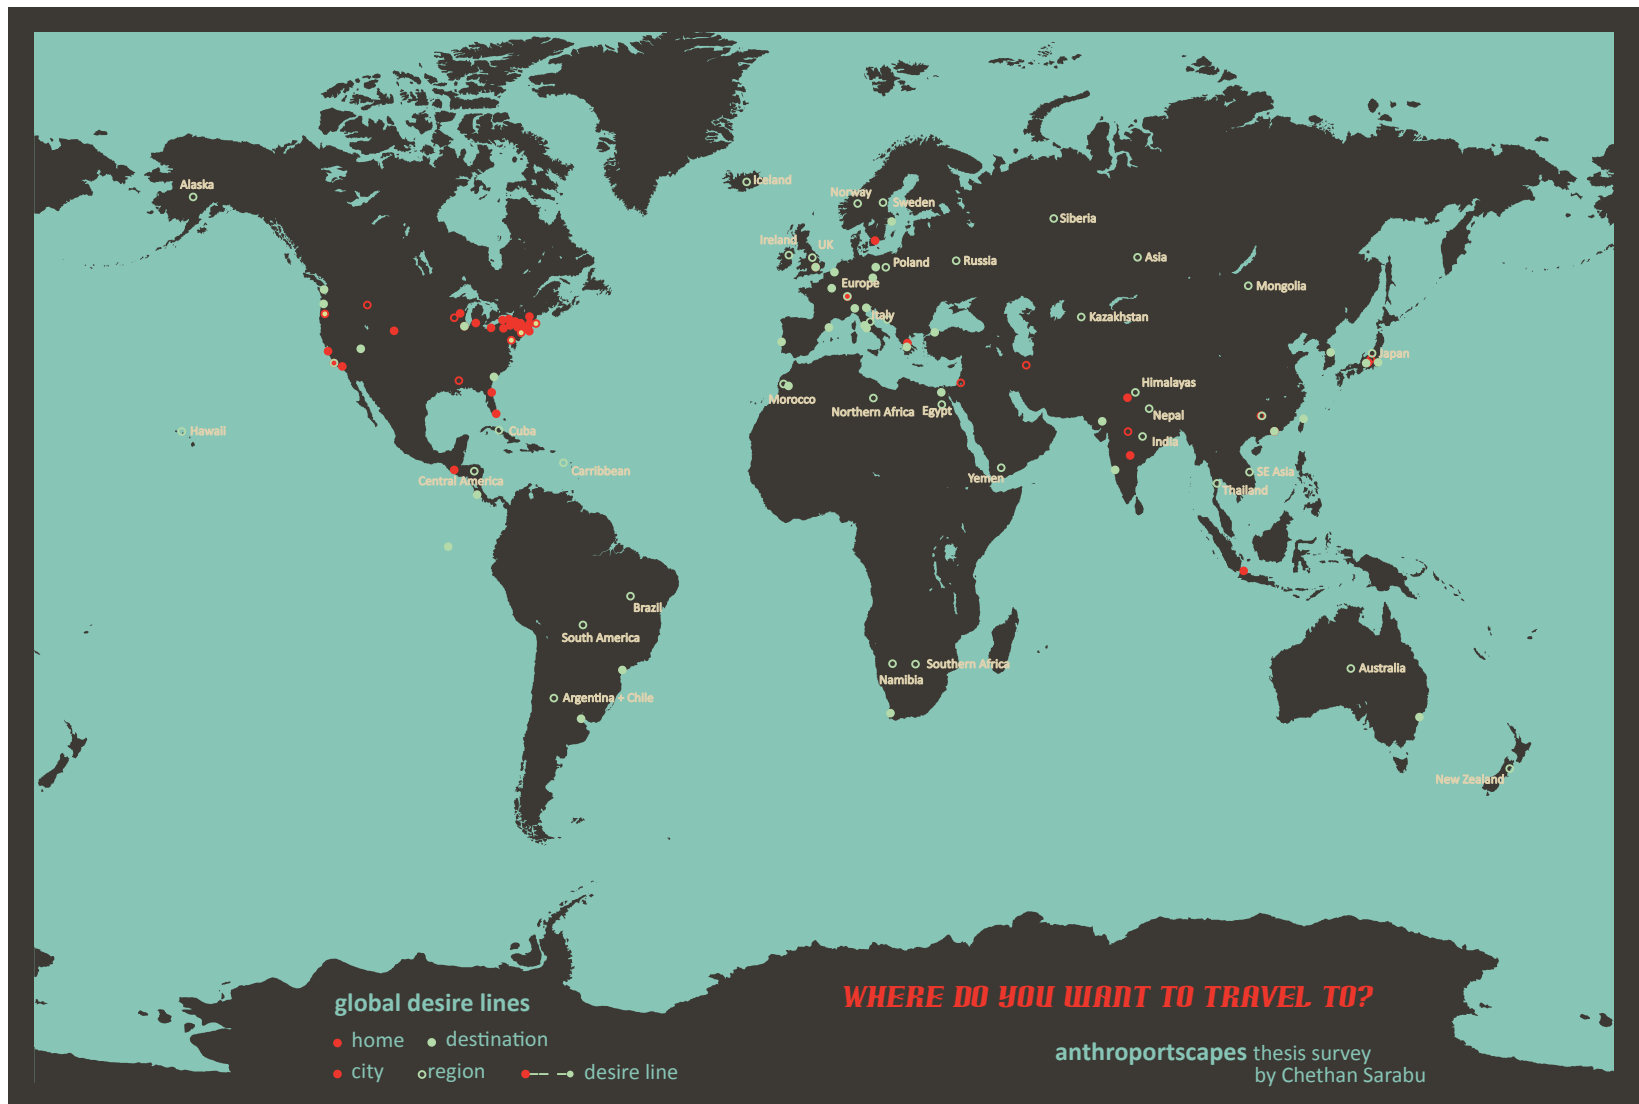 Alaska
Iceland
Norway
Sweden
Siberia
Ireland
UK
Poland
Russia
Asia
Europe
Mongolia
Italy
Kazakhstan
Japan
Himalayas
Morocco
Northern Africa
Egypt
Nepal
Hawaii
Cuba
India
Carribbean
Central America
Yemen
SE Asia
Thailand
Brazil
South America
Southern Africa
Namibia
Australia
Argentina + Chile
New Zealand
WHERE DO YOU WANT TO TRAVEL TO?
global desire lines
home destination
city region desire line
anthroportscapes thesis survey
by Chethan Sarabu